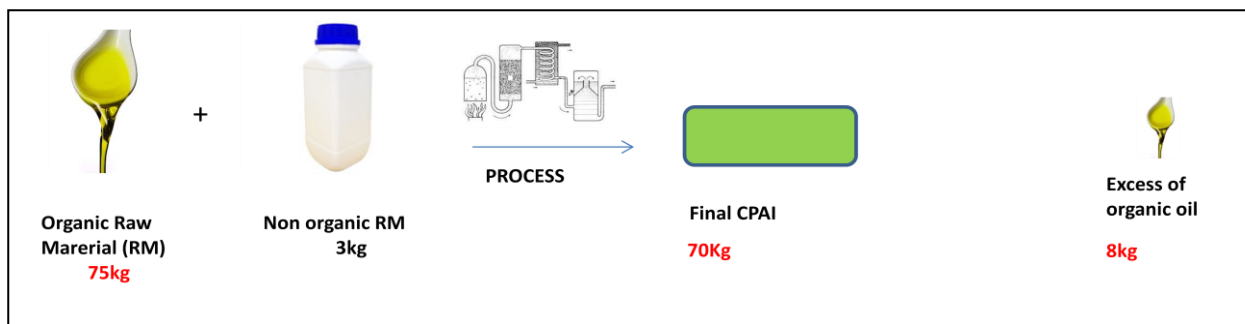 +
PROCESS
Organic Raw
Marerial (RM)
75kg
Non organic RM
3kg
Final CPAI
70Kg
Excess of
organic oil
8kg